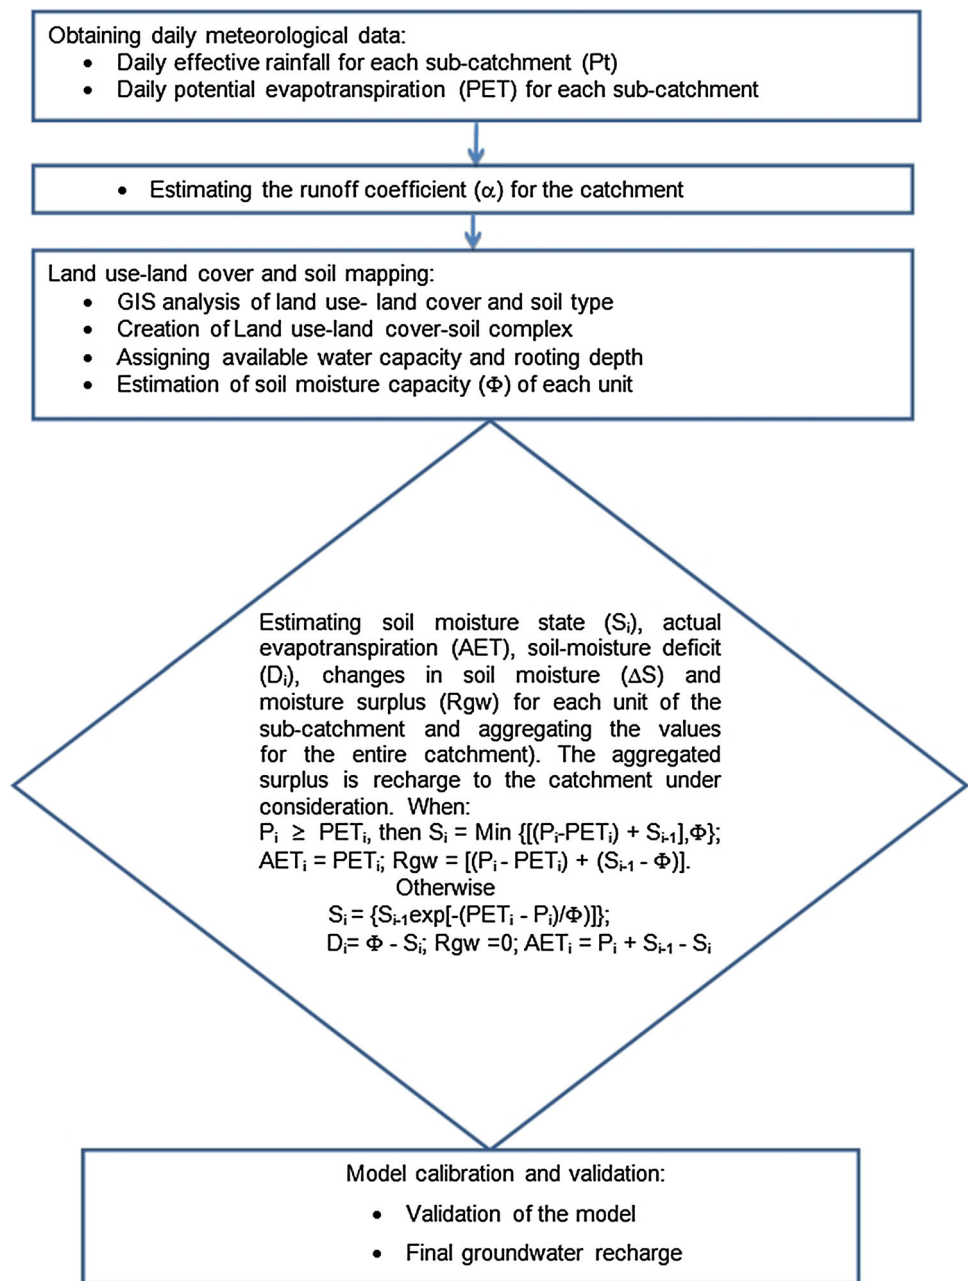 Obtaining daily meteorological data:
• Daily effective rainfall for each sub-catchment (Pt)
• Daily potential evapotranspiration (PET) for each sub-catchment
• Estimating the runoff coefficient (α) for the catchment
Land use-land cover and soil mapping:
• GIS analysis of land use- land cover and soil type
• Creation of Land use-land cover-soil complex
• Assigning available water capacity and rooting depth
• Estimation of soil moisture capacity (Φ) of each unit
Estimating soil moisture state (Sᵢ), actual
evapotranspiration (AET), soil-moisture deficit
(Dᵢ), changes in soil moisture (ΔS) and
moisture surplus (Rgw) for each unit of the
sub-catchment and aggregating the values
for the entire catchment). The aggregated
surplus is recharge to the catchment under
consideration. When:
Pᵢ ≥ PETᵢ, then Sᵢ = Min {[(Pᵢ-PETᵢ) + Sᵢ₋₁],Φ};
AETᵢ = PETᵢ; Rgw = [(Pᵢ - PETᵢ) + (Sᵢ₋₁ - Φ)].
Otherwise
Sᵢ = {Sᵢ₋₁exp[-(PETᵢ - Pᵢ)/Φ)]};
Dᵢ= Φ - Sᵢ; Rgw =0; AETᵢ = Pᵢ + Sᵢ₋₁ - Sᵢ
Model calibration and validation:
• Validation of the model
• Final groundwater recharge